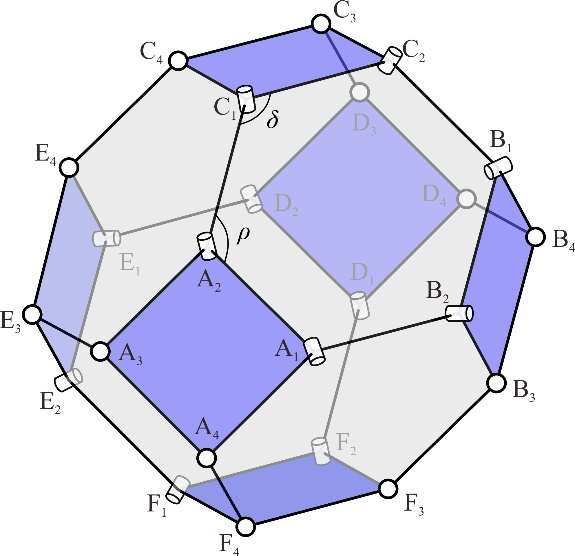 C₃
C₄
C₂
C₁
δ
D₃
B₁
E₄
D₂
D₄
ρ
B₄
E₁
A₂
D₁
B₂
E₃
A₃
A₁
B₃
E₂
A₄
F₂
F₁
F₃
F₄